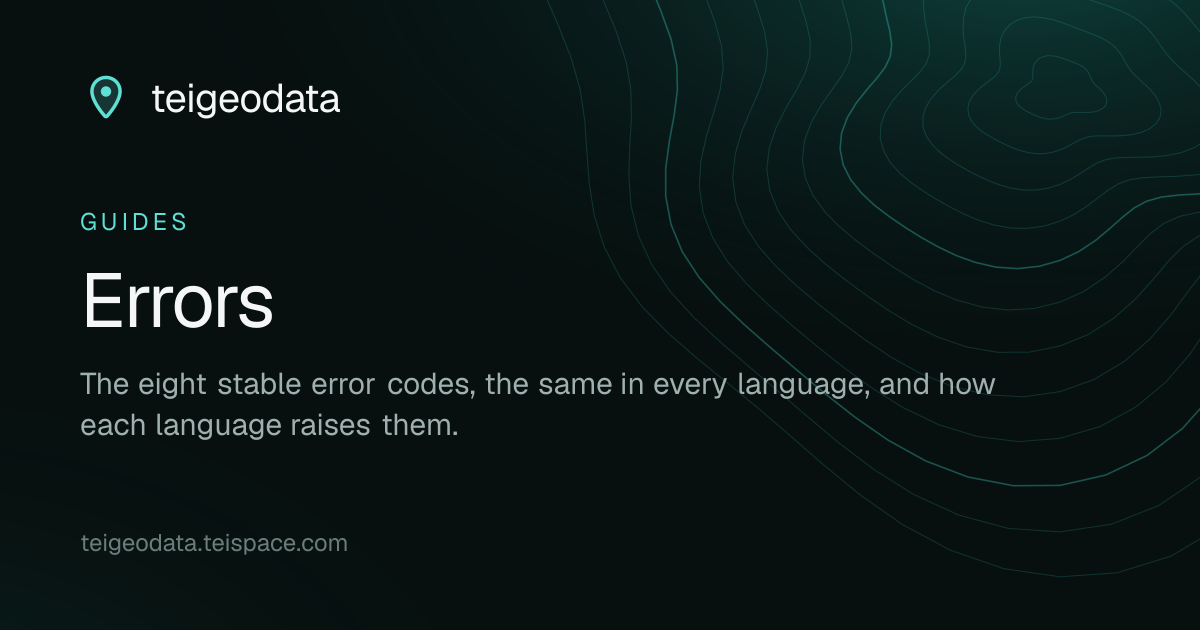 teigeodata
GUIDES
Errors
The eight stable error codes, the same in every language, and how
each language raises them.
teigeodata.teispace.com